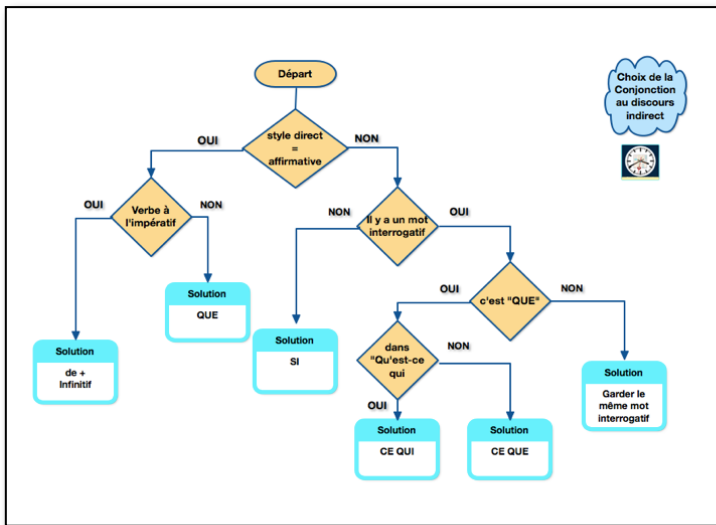 Départ
Choix de la
Conjonction
au discours
indirect
style direct
=
affirmative
OUI
NON
Verbe à
l'impératif
OUI
NON
Il y a un mot
interrogatif
NON
OUI
Solution
QUE
c'est "QUE"
OUI
NON
Solution
SI
dans
"Qu'est-ce
qui
NON
OUI
Solution
de +
Infinitif
Solution
Garder le
même mot
interrogatif
Solution
CE QUI
Solution
CE QUE